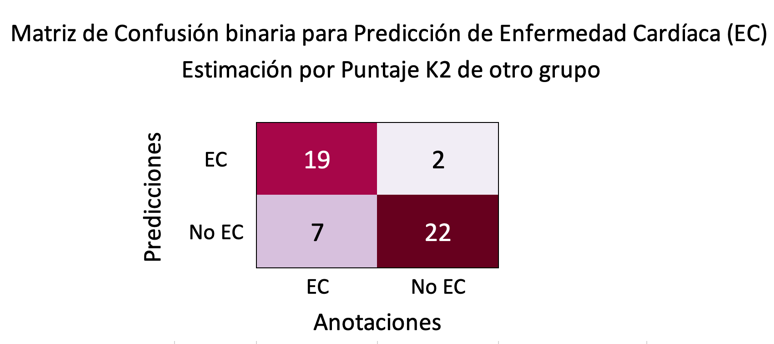 Matriz de Confusión binaria para Predicción de Enfermedad Cardíaca (EC)
Estimación por Puntaje K2 de otro grupo
Predicciones
EC
19
2
No EC
7
22
EC
No EC
Anotaciones